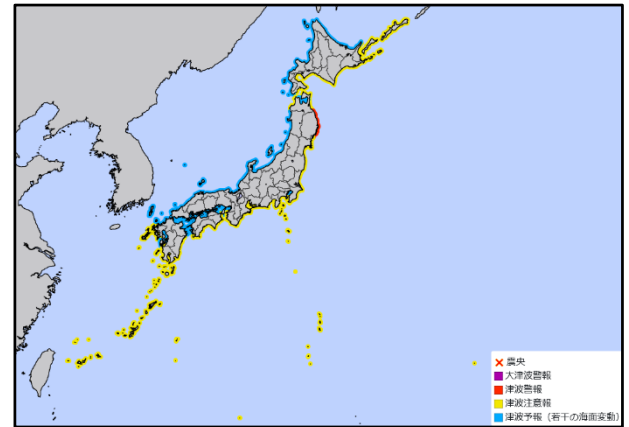 震央
大津波警報
津波警報
津波注意報
津波予報（若干の海面変動）